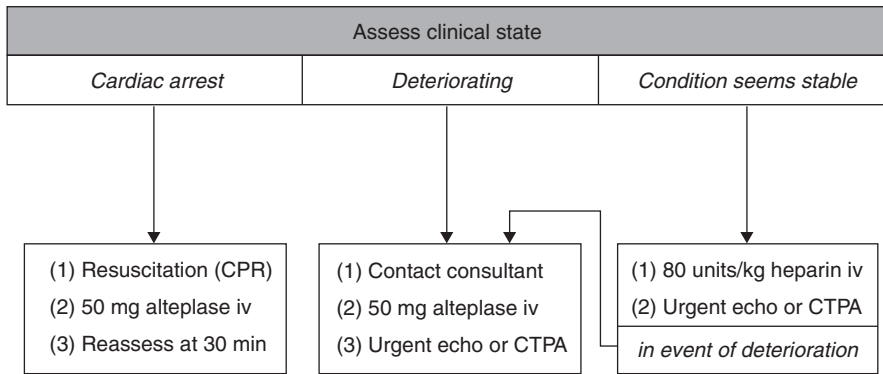 Assess clinical state
Cardiac arrest
Deteriorating
Condition seems stable
(1) Resuscitation (CPR)
(2) 50 mg alteplase iv
(3) Reassess at 30 min
(1) Contact consultant
(2) 50 mg alteplase iv
(3) Urgent echo or CTPA
(1) 80 units/kg heparin iv
(2) Urgent echo or CTPA
in event of deterioration